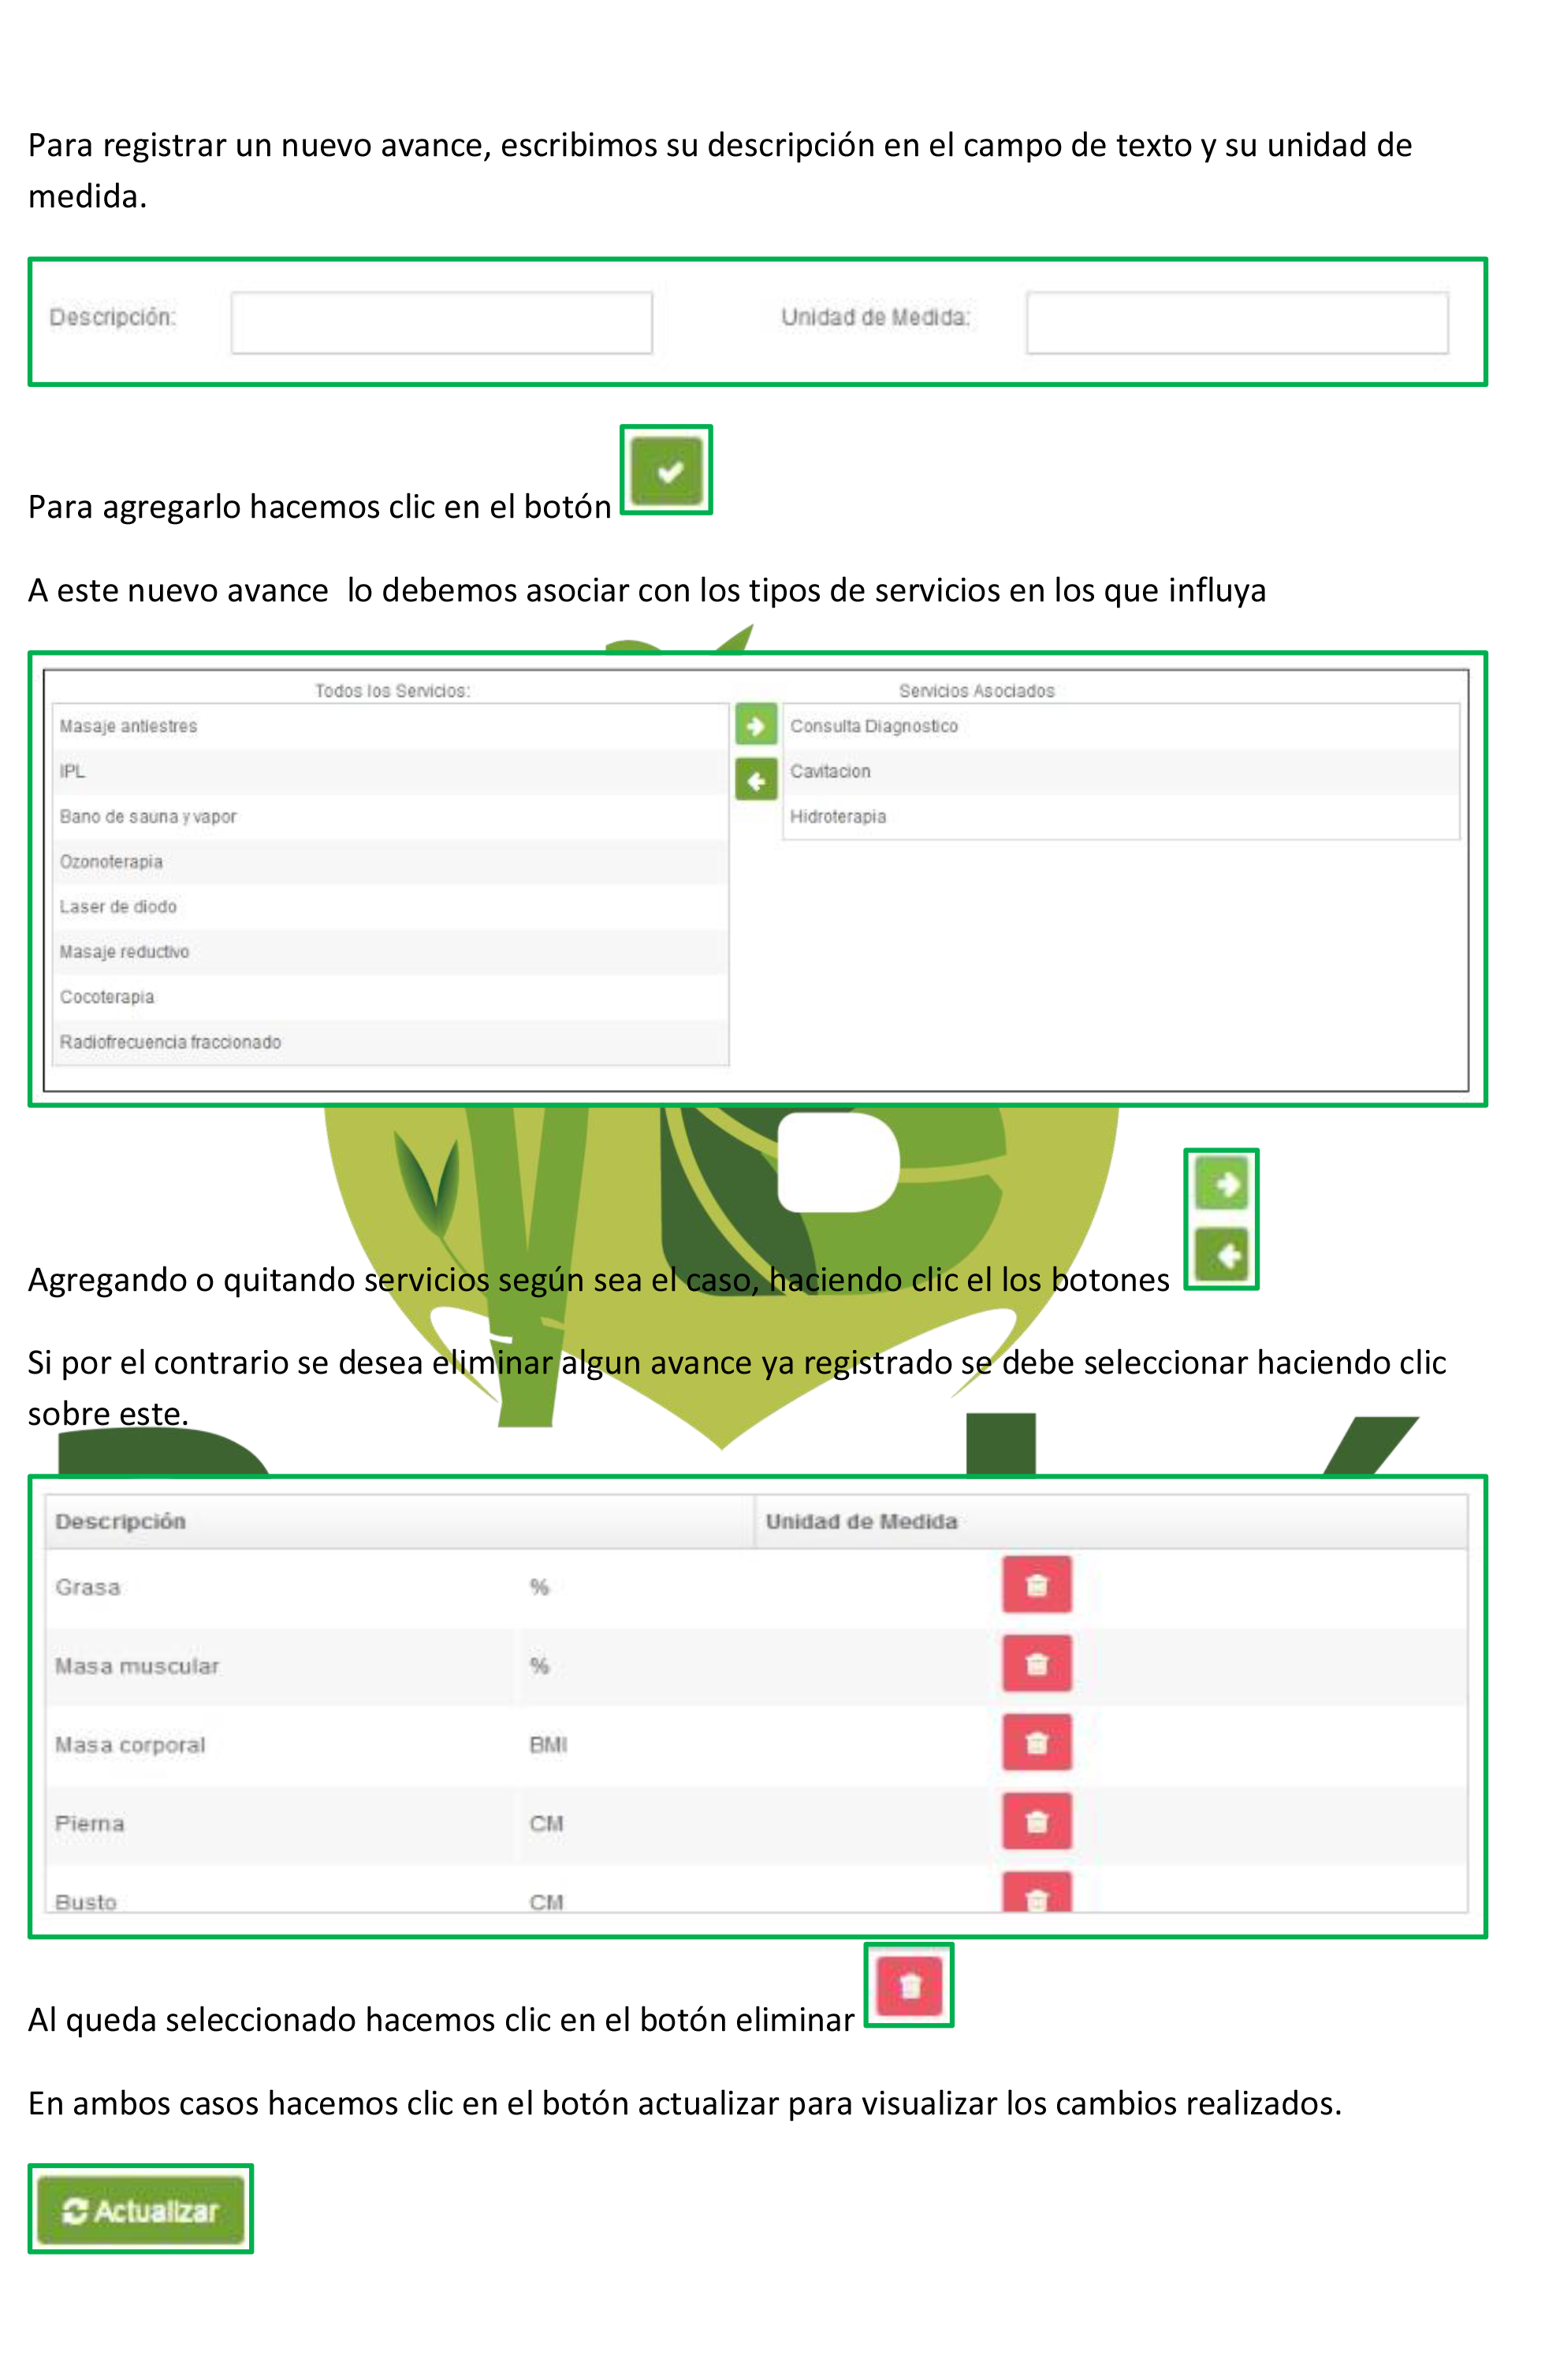 Para registrar un nuevo avance, escribimos su descripción en el campo de texto y su unidad de
medida.
Descripción: Unidad de Medida:
Para agregarlo hacemos clic en el botón
A este nuevo avance lo debemos asociar con los tipos de servicios en los que influya
Todos los Servicios: Servicios Asociados
Masaje antiestres Consulta Diagnostico
IPL Cavitacion
Bano de sauna y vapor Hidroterapia
Ozonoterapia
Laser de diodo
Masaje reductivo
Cocoterapia
Radiofrecuencia fraccionado
Agregando o quitando servicios según sea el caso, haciendo clic el los botones
Si por el contrario se desea eliminar algun avance ya registrado se debe seleccionar haciendo clic
sobre este.
Descripción Unidad de Medida
Grasa %
Masa muscular %
Masa corporal BMI
Pierna CM
Busto CM
Al queda seleccionado hacemos clic en el botón eliminar
En ambos casos hacemos clic en el botón actualizar para visualizar los cambios realizados.
Actualizar